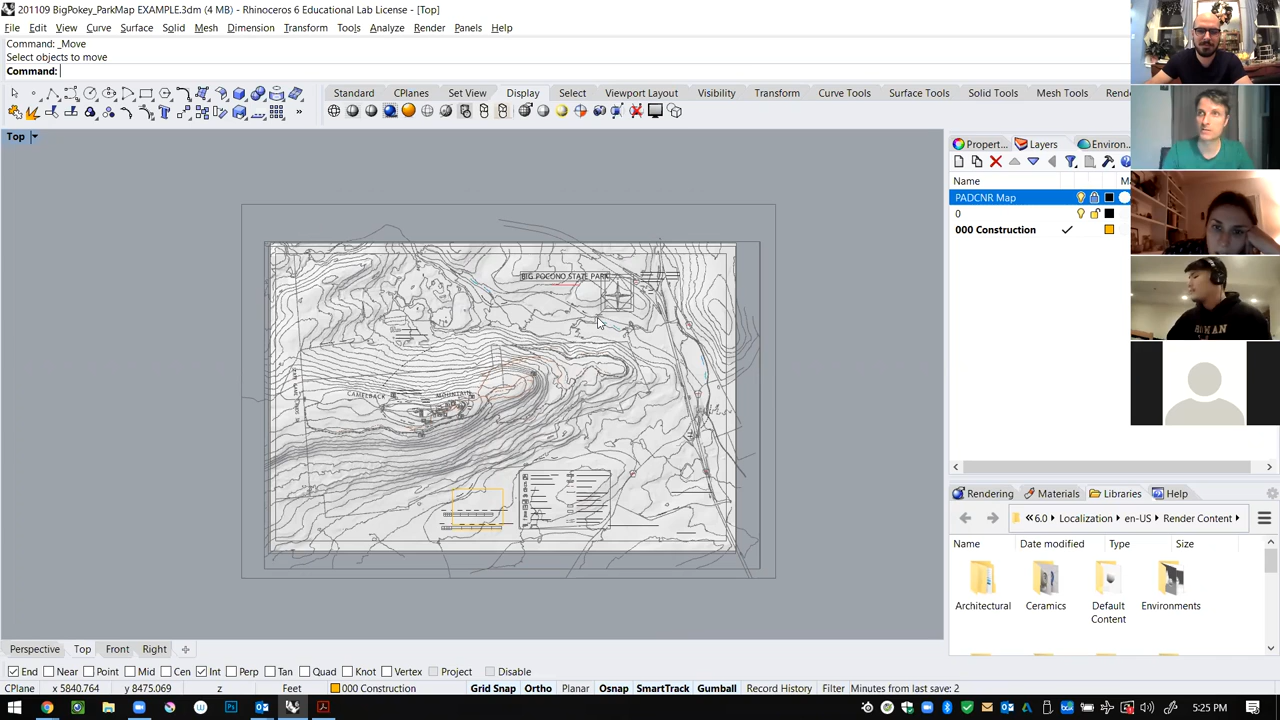 201109 BigPokey_ParkMap EXAMPLE.3dm (4 MB) - Rhinoceros 6 Educational Lab License - [Top]
File Edit View Curve Surface Solid Mesh Dimension Transform Tools Analyze Render Panels Help
Command: _Move
Select objects to move
Command:
Standard CPlanes Set View Display Select Viewport Layout Visibility Transform Curve Tools Surface Tools Solid Tools Mesh Tools
Top
Propert... Layers Environ...
Name
PADCNR Map
0
000 Construction
BIG POCONO STATE PARK
CAMELBACK MOUNTAIN
ROWAN
Rendering Materials Libraries Help
6.0 Localization en-US Render Content
Name Date modified Type Size
Architectural Ceramics Default Content Environments
Perspective Top Front Right
End Near Point Mid Cen Int Perp Tan Quad Knot Vertex Project Disable
CPlane x 5840.764 y 8475.069 z Feet 000 Construction Grid Snap Ortho Planar Osnap SmartTrack Gumball Record History Filter Minutes from last save: 2
5:25 PM